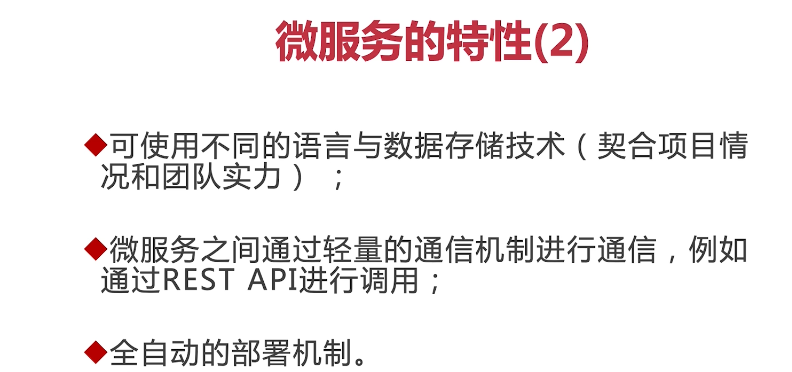 微服务的特性(2)
◆可使用不同的语言与数据存储技术（契合项目情
况和团队实力）；
◆微服务之间通过轻量的通信机制进行通信，例如
通过REST API进行调用；
◆全自动的部署机制。